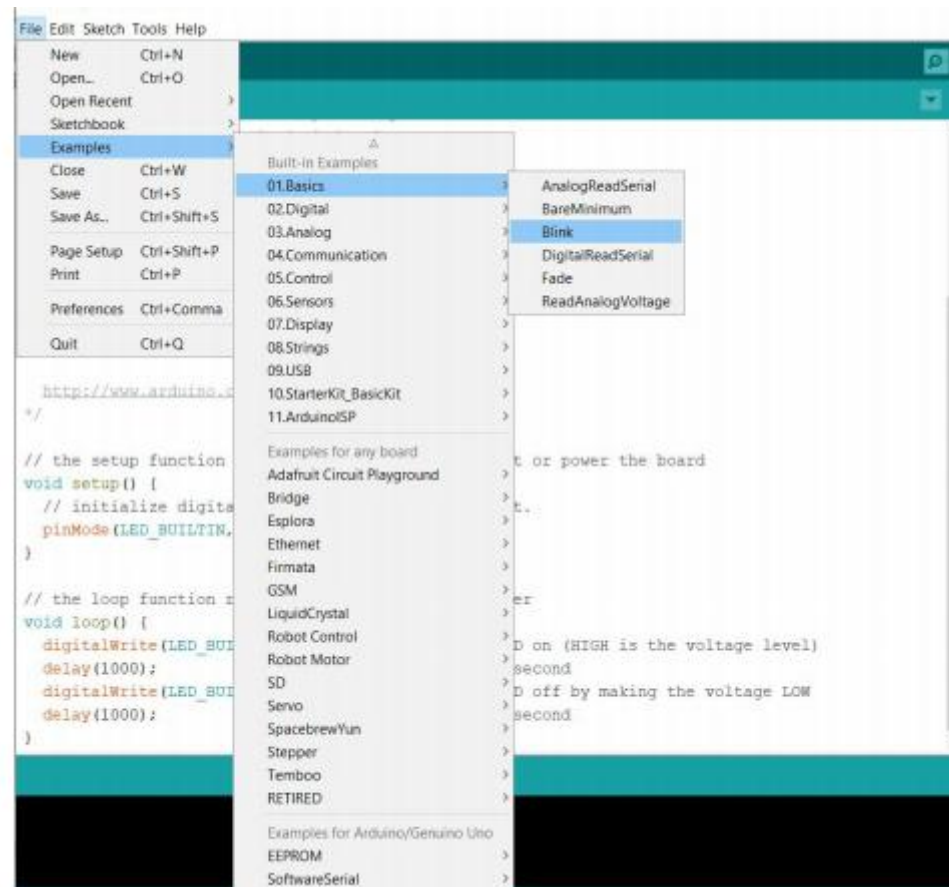 File Edit Sketch Tools Help
New Ctrl+N
Open... Ctrl+O
Open Recent
Sketchbook
Examples
Close Ctrl+W
Save Ctrl+S
Save As... Ctrl+Shift+S
Page Setup Ctrl+Shift+P
Print Ctrl+P
Preferences Ctrl+Comma
Quit Ctrl+Q
Built-in Examples
01.Basics
02.Digital
03.Analog
04.Communication
05.Control
06.Sensors
07.Display
08.Strings
09.USB
10.StarterKit_BasicKit
11.ArduinoISP
Examples for any board
Adafruit Circuit Playground
Bridge
Esplora
Ethernet
Firmata
GSM
LiquidCrystal
Robot Control
Robot Motor
SD
Servo
SpacebrewYun
Stepper
Temboo
RETIRED
Examples for Arduino/Genuino Uno
EEPROM
SoftwareSerial
AnalogReadSerial
BareMinimum
Blink
DigitalReadSerial
Fade
ReadAnalogVoltage
http://www.arduino.c
*/
// the setup function t or power the board
void setup() {
// initialize digita t.
pinMode(LED_BUILTIN,
}
// the loop function r er
void loop() {
digitalWrite(LED_BUI D on (HIGH is the voltage level)
delay(1000); second
digitalWrite(LED_BUI D off by making the voltage LOW
delay(1000); second
}